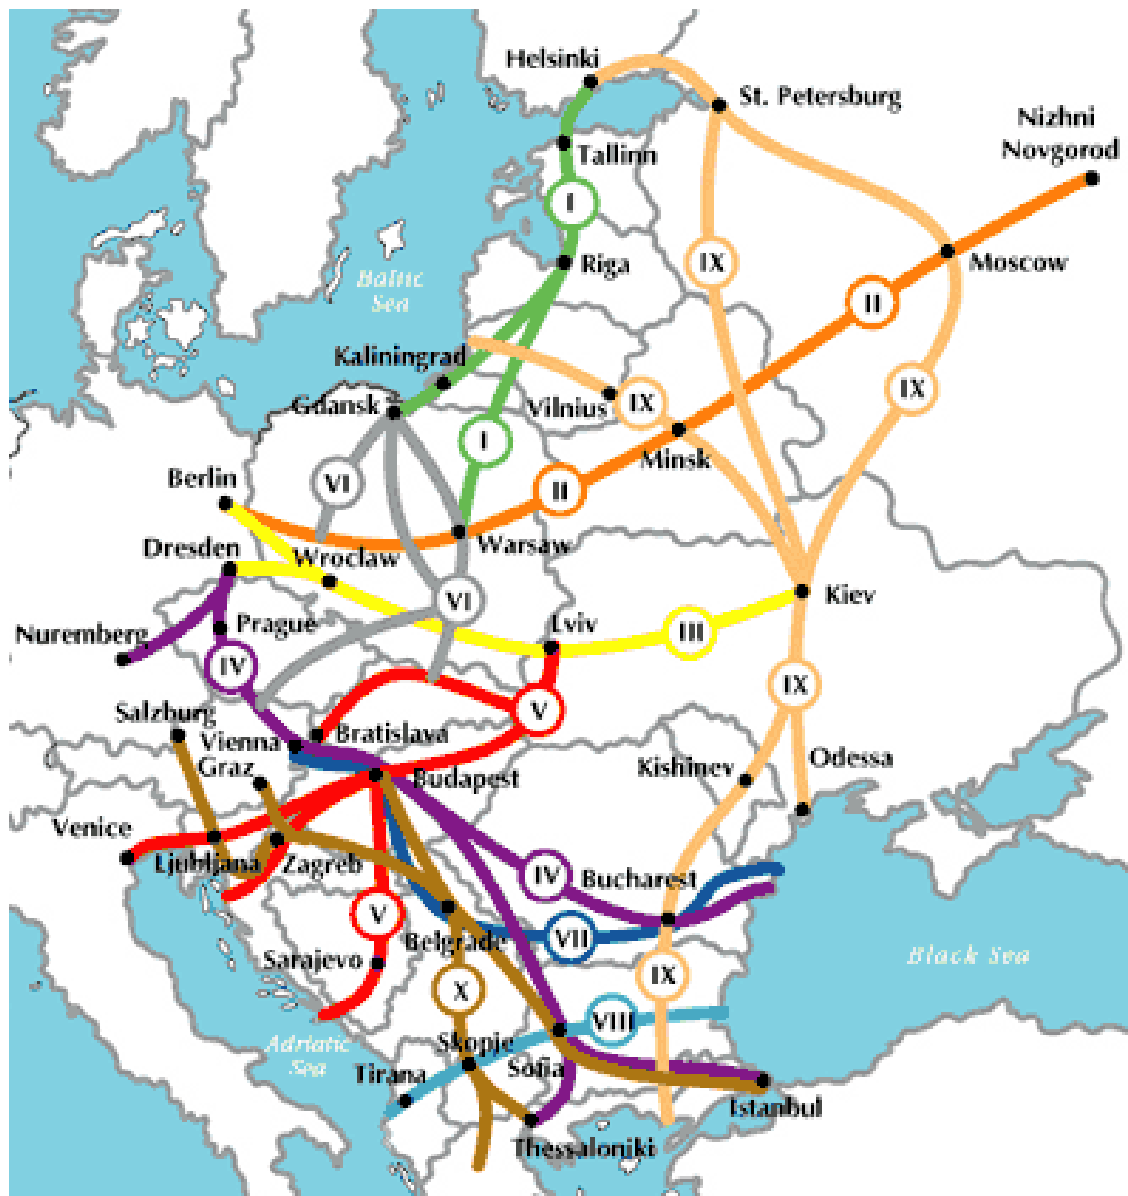 Helsinki
St. Petersburg
Nizhni
Novgorod
Tallinn
I
Riga
IX
Moscow
Baltic
Sea
II
Kaliningrad
IX
Gdansk
Vilnius
IX
I
Minsk
Berlin
VI
II
Dresden
Wroclaw
Warsaw
VI
Kiev
Nuremberg
Prague
Lviv
III
IV
IX
Salzburg
V
Vienna
Bratislava
Graz
Budapest
Kishinev
Odessa
Venice
Ljubljana
Zagreb
IV
Bucharest
V
Belgrade
VII
Sarajevo
Black Sea
IX
X
VIII
Adriatic
Sea
Skopje
Tirana
Sofia
Istanbul
Thessaloniki